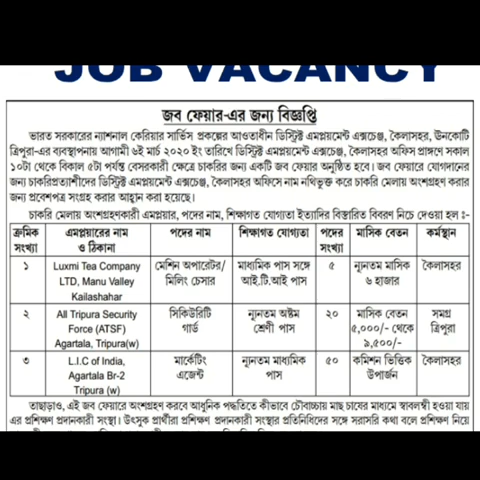 JOB VACANCY
জব ফেয়ার-এর জন্য বিজ্ঞপ্তি
ভারত সরকারের ন্যাশনাল কেরিয়ার সার্ভিস প্রকল্পের আওতাধীন ডিস্ট্রিক্ট এমপ্লয়মেন্ট এক্সচেঞ্জ, কৈলাসহর, ঊনকোটি
ত্রিপুরা-এর ব্যবস্থাপনায় আগামী ৬ই মার্চ ২০২০ ইং তারিখে ডিস্ট্রিক্ট এমপ্লয়মেন্ট এক্সচেঞ্জ, কৈলাসহর অফিস প্রাঙ্গণে সকাল
১০টা থেকে বিকাল ৫টা পর্যন্ত বেসরকারী ক্ষেত্রে চাকরির জন্য একটি জব ফেয়ার অনুষ্ঠিত হবে। জব ফেয়ারে যোগদানের
জন্য চাকরিপ্রত্যাশীদের ডিস্ট্রিক্ট এমপ্লয়মেন্ট এক্সচেঞ্জ, কৈলাসহর অফিসে নাম নথিভুক্ত করে চাকরি মেলায় অংশগ্রহণ করার
জন্য প্রবেশপত্র সংগ্রহ করার আহ্বান করা হয়েছে।
চাকরি মেলায় অংশগ্রহণকারী এমপ্লয়ার, পদের নাম, শিক্ষাগত যোগ্যতা ইত্যাদির বিস্তারিত বিবরণ নিচে দেওয়া হল ঃ-
ক্রমিক সংখ্যা এমপ্লয়ারের নাম ও ঠিকানা পদের নাম শিক্ষাগত যোগ্যতা পদের সংখ্যা মাসিক বেতন কর্মস্থান
১ Luxmi Tea Company LTD, Manu Valley Kailashahar মেশিন অপারেটর/ মিলিং চেসার মাধ্যমিক পাস সঙ্গে আই.টি.আই পাস ৫ ন্যূনতম মাসিক ৬ হাজার কৈলাসহর
২ All Tripura Security Force (ATSF) Agartala, Tripura(w) সিকিউরিটি গার্ড ন্যূনতম অষ্টম শ্রেণী পাস ২০ মাসিক বেতন ৫,০০০/- থেকে ৯,৫০০/- সমগ্র ত্রিপুরা
৩ L.I.C of India, Agartala Br-2 Tripura (w) মার্কেটিং এজেন্ট ন্যূনতম মাধ্যমিক পাস ৫০ কমিশন ভিত্তিক উপার্জন কৈলাসহর
তাছাড়াও, এই জব ফেয়ারে অংশগ্রহণ করবে আধুনিক পদ্ধতিতে কীভাবে চৌবাচ্চায় মাছ চাষের মাধ্যমে স্বাবলম্বী হওয়া যায়
এর প্রশিক্ষণ প্রদানকারী সংস্থা। উৎসুক প্রার্থীরা প্রশিক্ষণ প্রদানকারী সংস্থার প্রতিনিধিদের সঙ্গে সরাসরি কথা বলে প্রশিক্ষণ নিয়ে